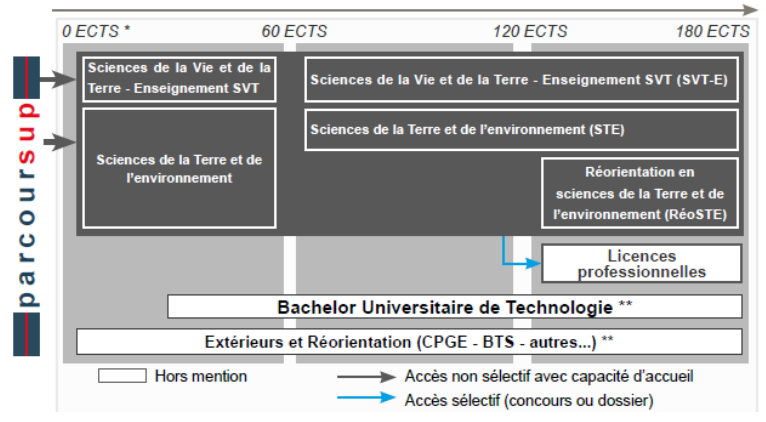 0 ECTS *
60 ECTS
120 ECTS
180 ECTS
parcoursup
Sciences de la Vie et de la
Terre - Enseignement SVT
Sciences de la Vie et de la Terre - Enseignement SVT (SVT-E)
Sciences de la Terre et de
l'environnement
Sciences de la Terre et de l'environnement (STE)
Réorientation en
sciences de la Terre et de
l'environnement (RéoSTE)
Licences
professionnelles
Bachelor Universitaire de Technologie **
Extérieurs et Réorientation (CPGE - BTS - autres...) **
Hors mention
Accès non sélectif avec capacité d'accueil
Accès sélectif (concours ou dossier)